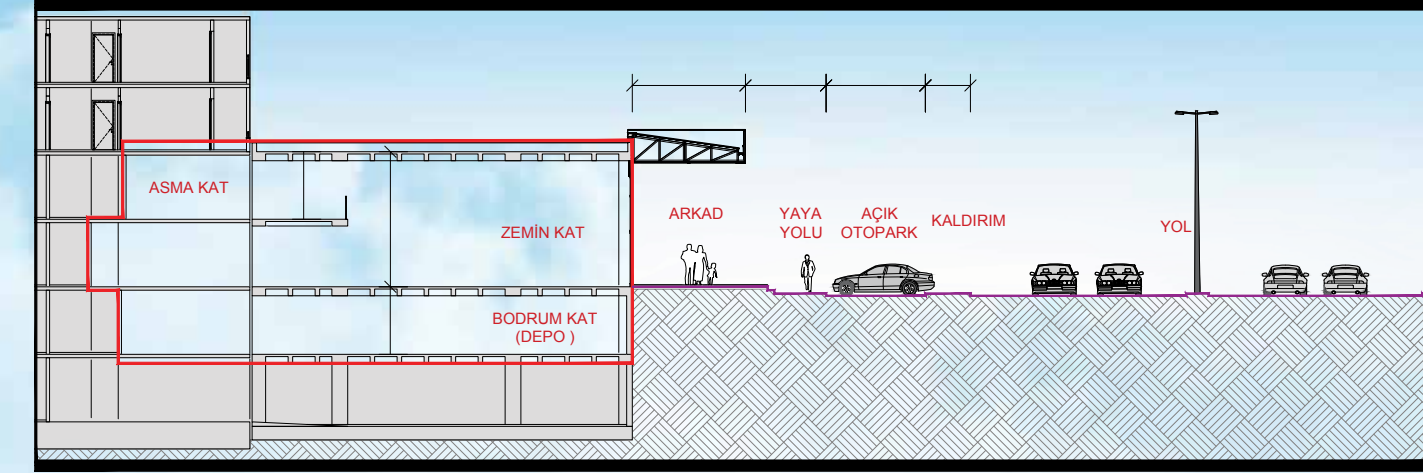 ASMA KAT
ZEMİN KAT
BODRUM KAT
(DEPO )
ARKAD
YAYA
YOLU
AÇIK
OTOPARK
KALDIRIM
YOL